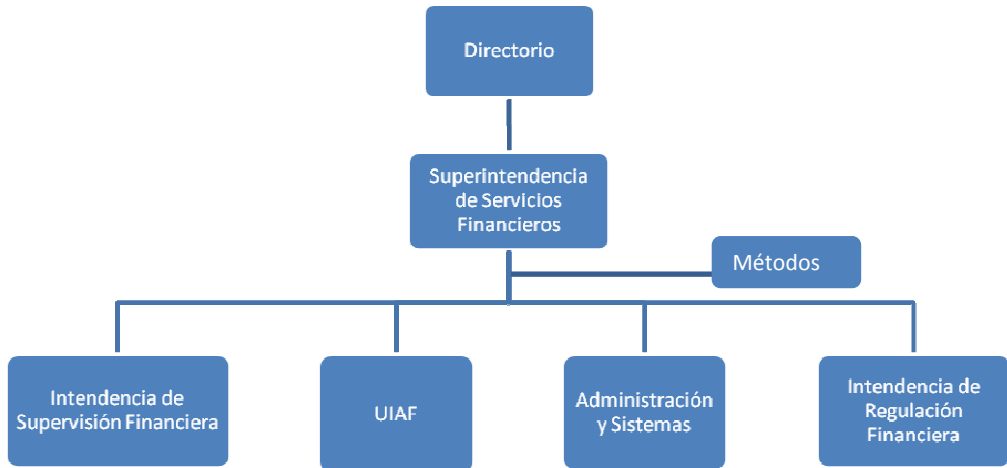 Directorio
Superintendencia
de Servicios
Financieros
Métodos
Intendencia de
Supervisión Financiera
UIAF
Administración
y Sistemas
Intendencia de
Regulación
Financiera